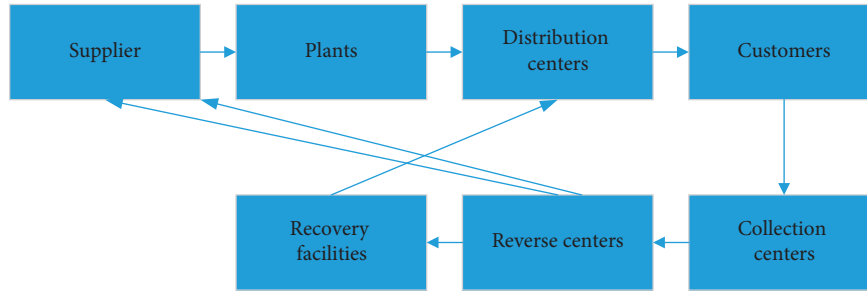 Supplier
Plants
Distribution
centers
Customers
Recovery
facilities
Reverse centers
Collection
centers